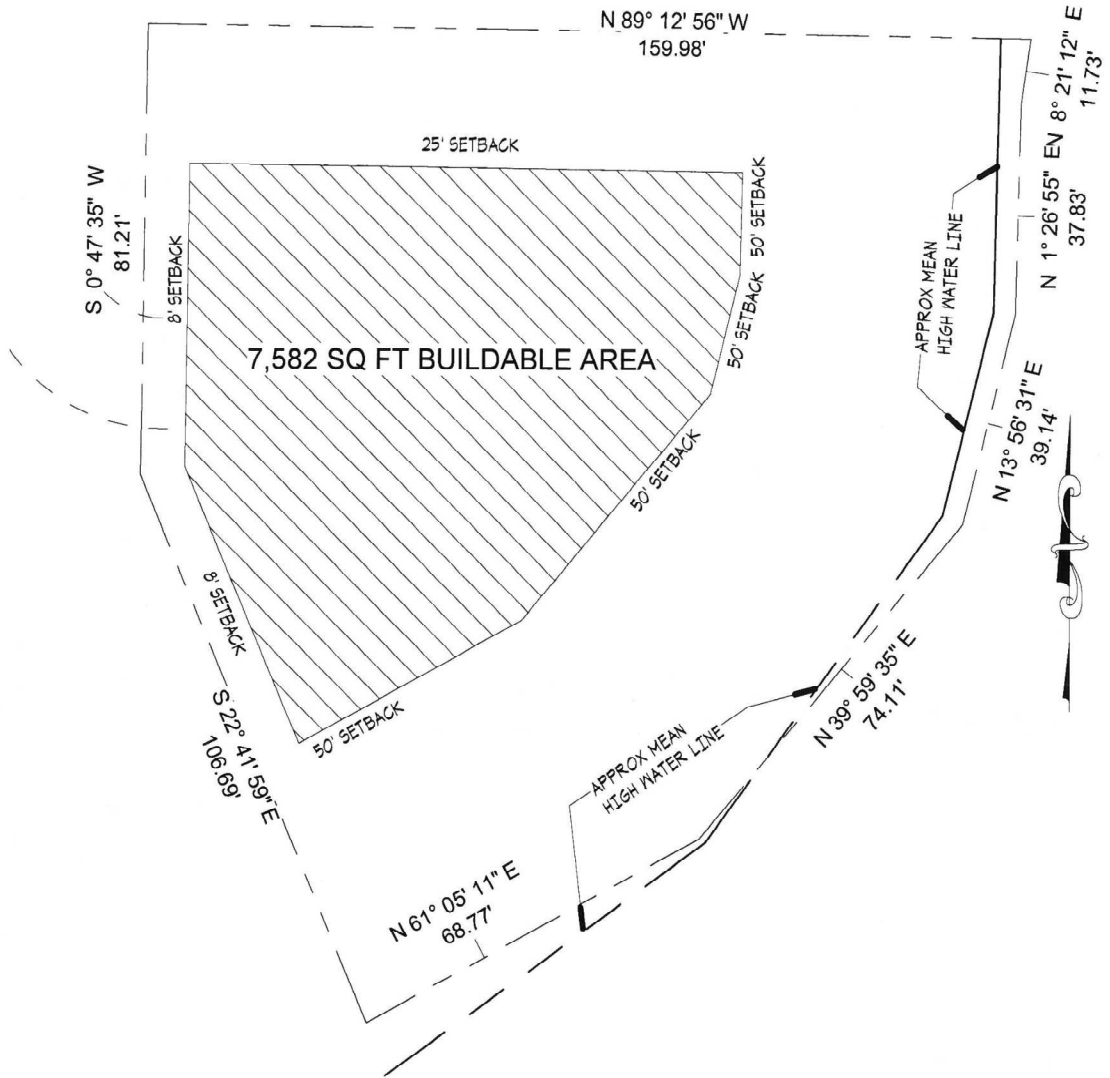 N 89° 12' 56" W
159.98'
N 8° 21' 12" E
11.73'
25' SETBACK
S 0° 47' 35" W
81.21'
8' SETBACK
50' SETBACK
APPROX MEAN
HIGH WATER LINE
N 1° 26' 55" E
37.83'
50' SETBACK
7,582 SQ FT BUILDABLE AREA
N 13° 56' 31" E
39.14'
50' SETBACK
8' SETBACK
S 22° 41' 59" E
106.69'
50' SETBACK
N 39° 59' 35" E
74.11'
APPROX MEAN
HIGH WATER LINE
N 61° 05' 11" E
68.77'